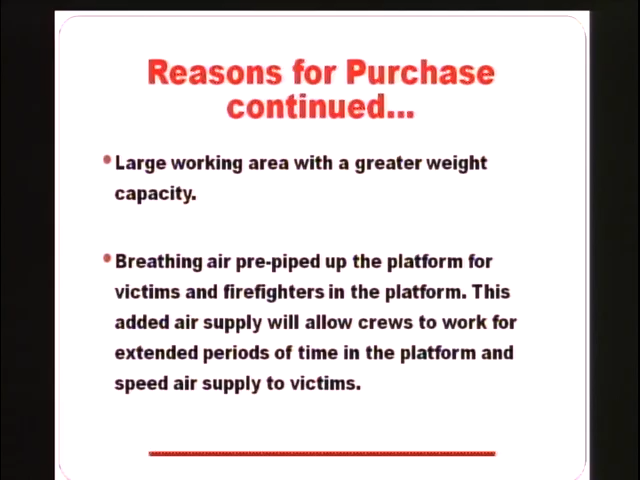 Reasons for Purchase
continued...
•Large working area with a greater weight
capacity.
•Breathing air pre-piped up the platform for
victims and firefighters in the platform. This
added air supply will allow crews to work for
extended periods of time in the platform and
speed air supply to victims.